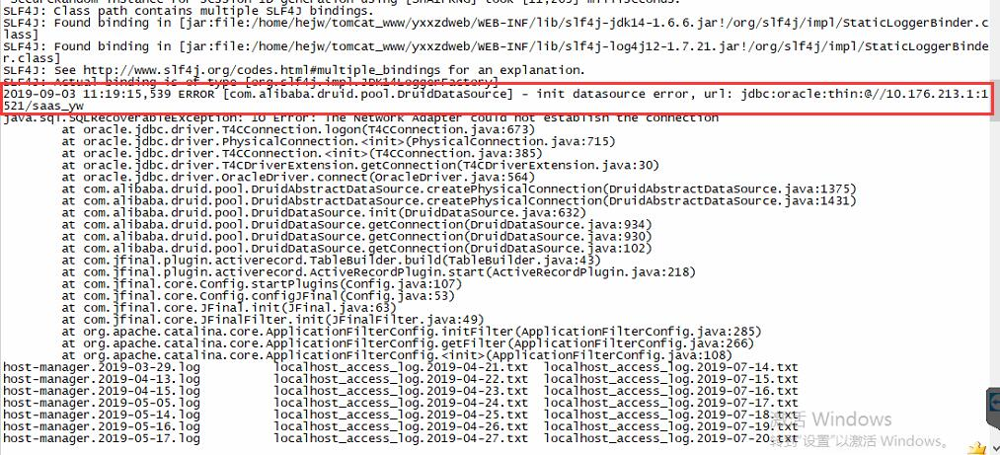 SLF4J: Class path contains multiple SLF4J bindings.
SLF4J: Found binding in [jar:file:/home/hejw/tomcat_www/yxxzdweb/WEB-INF/lib/slf4j-jdk14-1.6.6.jar!/org/slf4j/impl/StaticLoggerBinder.c
lass]
SLF4J: Found binding in [jar:file:/home/hejw/tomcat_www/yxxzdweb/WEB-INF/lib/slf4j-log4j12-1.7.21.jar!/org/slf4j/impl/StaticLoggerBinde
r.class]
SLF4J: See http://www.slf4j.org/codes.html#multiple_bindings for an explanation.
SLF4J: Actual binding is of type [org.slf4j.impl.JDK14LoggerFactory]
2019-09-03 11:19:15,539 ERROR [com.alibaba.druid.pool.DruidDataSource] - init datasource error, url: jdbc:oracle:thin:@//10.176.213.1:1
521/saas_yw
java.sql.SQLRecoverableException: IO Error: The Network Adapter could not establish the connection
at oracle.jdbc.driver.T4CConnection.logon(T4CConnection.java:673)
at oracle.jdbc.driver.PhysicalConnection.<init>(PhysicalConnection.java:715)
at oracle.jdbc.driver.T4CConnection.<init>(T4CConnection.java:385)
at oracle.jdbc.driver.T4CDriverExtension.getConnection(T4CDriverExtension.java:30)
at oracle.jdbc.driver.OracleDriver.connect(OracleDriver.java:564)
at com.alibaba.druid.pool.DruidAbstractDataSource.createPhysicalConnection(DruidAbstractDataSource.java:1375)
at com.alibaba.druid.pool.DruidAbstractDataSource.createPhysicalConnection(DruidAbstractDataSource.java:1431)
at com.alibaba.druid.pool.DruidDataSource.init(DruidDataSource.java:632)
at com.alibaba.druid.pool.DruidDataSource.getConnection(DruidDataSource.java:934)
at com.alibaba.druid.pool.DruidDataSource.getConnection(DruidDataSource.java:930)
at com.alibaba.druid.pool.DruidDataSource.getConnection(DruidDataSource.java:102)
at com.jfinal.plugin.activerecord.TableBuilder.build(TableBuilder.java:43)
at com.jfinal.plugin.activerecord.ActiveRecordPlugin.start(ActiveRecordPlugin.java:218)
at com.jfinal.core.Config.startPlugins(Config.java:107)
at com.jfinal.core.Config.configJFinal(Config.java:53)
at com.jfinal.core.JFinal.init(JFinal.java:63)
at com.jfinal.core.JFinalFilter.init(JFinalFilter.java:49)
at org.apache.catalina.core.ApplicationFilterConfig.initFilter(ApplicationFilterConfig.java:285)
at org.apache.catalina.core.ApplicationFilterConfig.getFilter(ApplicationFilterConfig.java:266)
at org.apache.catalina.core.ApplicationFilterConfig.<init>(ApplicationFilterConfig.java:108)
host-manager.2019-03-29.log localhost_access_log.2019-04-21.txt localhost_access_log.2019-07-14.txt
host-manager.2019-04-13.log localhost_access_log.2019-04-22.txt localhost_access_log.2019-07-15.txt
host-manager.2019-04-15.log localhost_access_log.2019-04-23.txt localhost_access_log.2019-07-16.txt
host-manager.2019-05-05.log localhost_access_log.2019-04-24.txt localhost_access_log.2019-07-17.txt
host-manager.2019-05-14.log localhost_access_log.2019-04-25.txt localhost_access_log.2019-07-18.txt
host-manager.2019-05-16.log localhost_access_log.2019-04-26.txt localhost_access_log.2019-07-19.txt
host-manager.2019-05-17.log localhost_access_log.2019-04-27.txt localhost_access_log.2019-07-20.txt
激活 Windows
转到"设置"以激活 Windows。